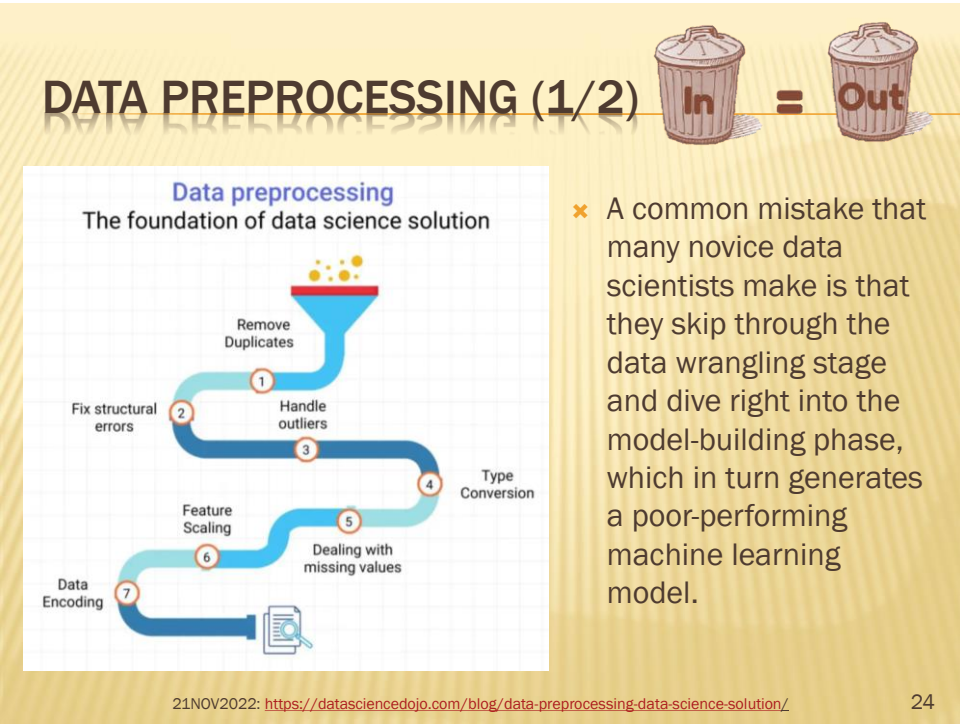 DATA PREPROCESSING (1/2)
In = Out
Data preprocessing
The foundation of data science solution
Remove
Duplicates
1
Fix structural
errors
2
Handle
outliers
3
4
Type
Conversion
Feature
Scaling
5
6
Dealing with
missing values
Data
Encoding
7
× A common mistake that
many novice data
scientists make is that
they skip through the
data wrangling stage
and dive right into the
model-building phase,
which in turn generates
a poor-performing
machine learning
model.
21NOV2022: https://datasciencedojo.com/blog/data-preprocessing-data-science-solution/
24